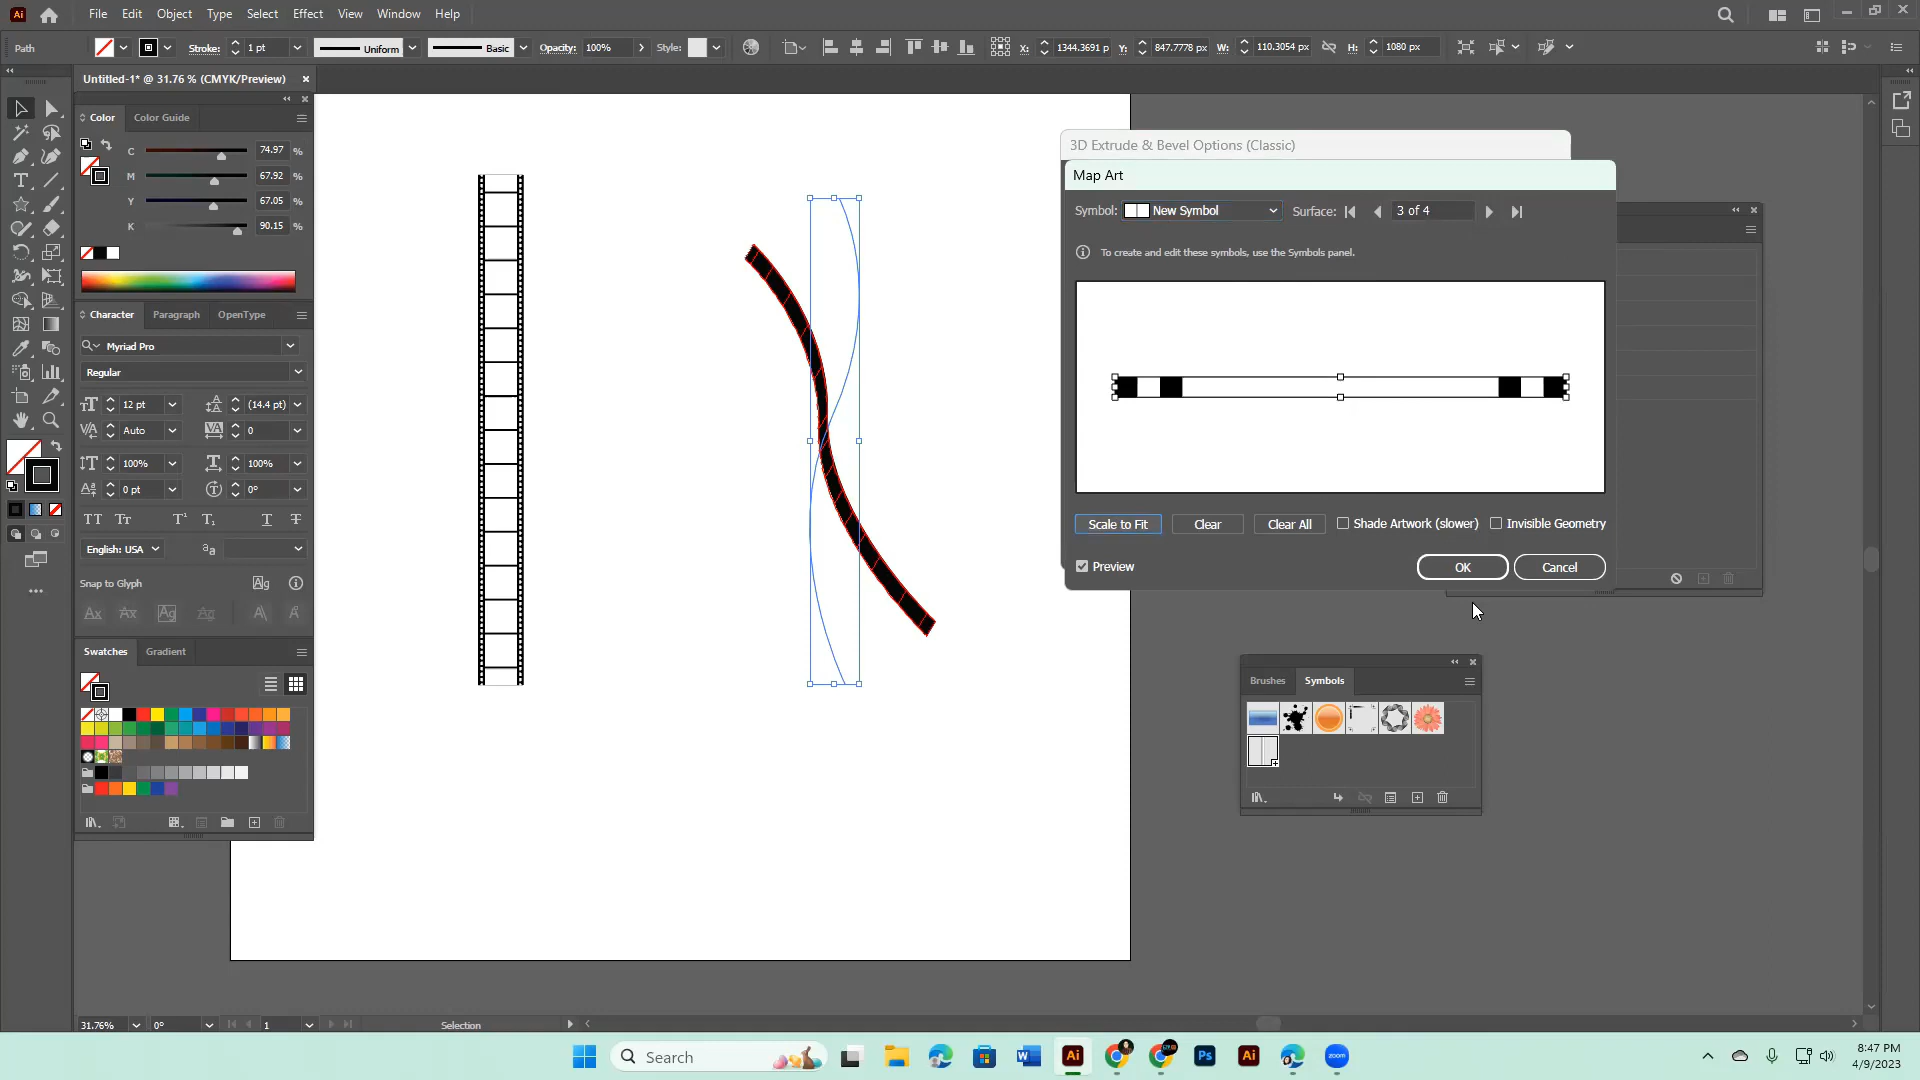 Ai File Edit Object Type Select Effect View Window Help
Path Stroke: 1 pt Uniform Basic Opacity: 100% Style: X: 1344.3691 p Y: 847.7778 px W: 110.3054 px H: 1080 px
Untitled-1* @ 31.76 % (CMYK/Preview)
Color Color Guide
C 74.97 %
M 67.92 %
Y 67.05 %
K 90.15 %
Character Paragraph OpenType
Myriad Pro
Regular
12 pt (14.4 pt)
Auto 0
100% 100%
0 pt 0°
English: USA
Snap to Glyph
Swatches Gradient
3D Extrude & Bevel Options (Classic)
Map Art
Symbol: New Symbol Surface: 3 of 4
To create and edit these symbols, use the Symbols panel.
Scale to Fit Clear Clear All Shade Artwork (slower) Invisible Geometry
Preview OK Cancel
Brushes Symbols
31.76% 0° 1 Selection
Search
8:47 PM
4/9/2023